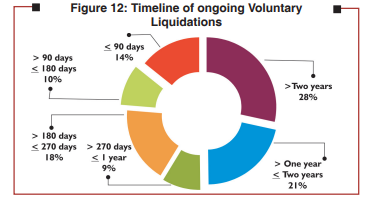 Figure 12: Timeline of ongoing Voluntary
Liquidations
≤ 90 days
14%
> 90 days
≤ 180 days
10%
>Two years
28%
> 180 days
≤ 270 days
18%
> 270 days
≤ 1 year
9%
> One year
≤ Two years
21%